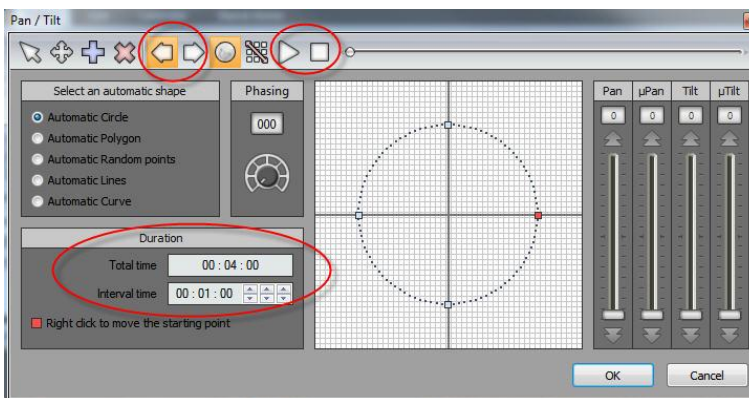 Pan / Tilt
Select an automatic shape
Automatic Circle
Automatic Polygon
Automatic Random points
Automatic Lines
Automatic Curve
Phasing
000
Duration
Total time 00 : 04 : 00
Interval time 00 : 01 : 00
Right click to move the starting point
Pan µPan Tilt µTilt
0 0 0 0
OK Cancel